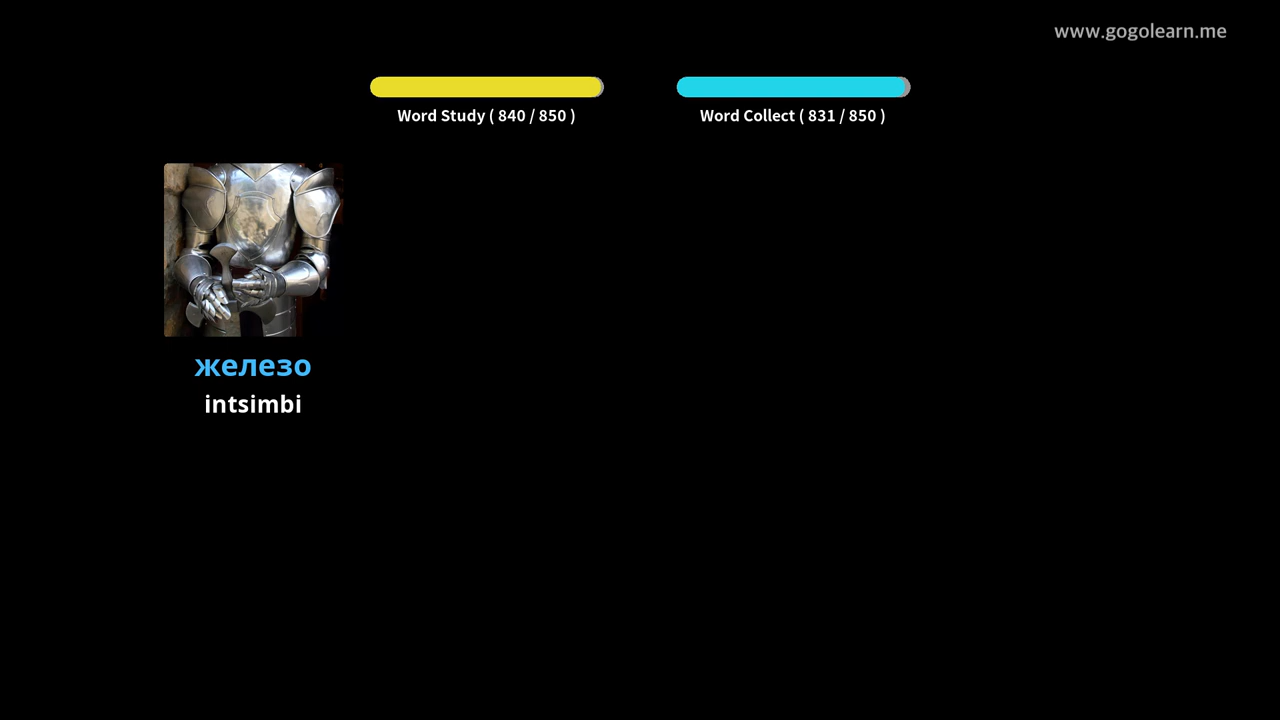 www.gogolearn.me
Word Study ( 840 / 850 )
Word Collect ( 831 / 850 )
железо
intsimbi